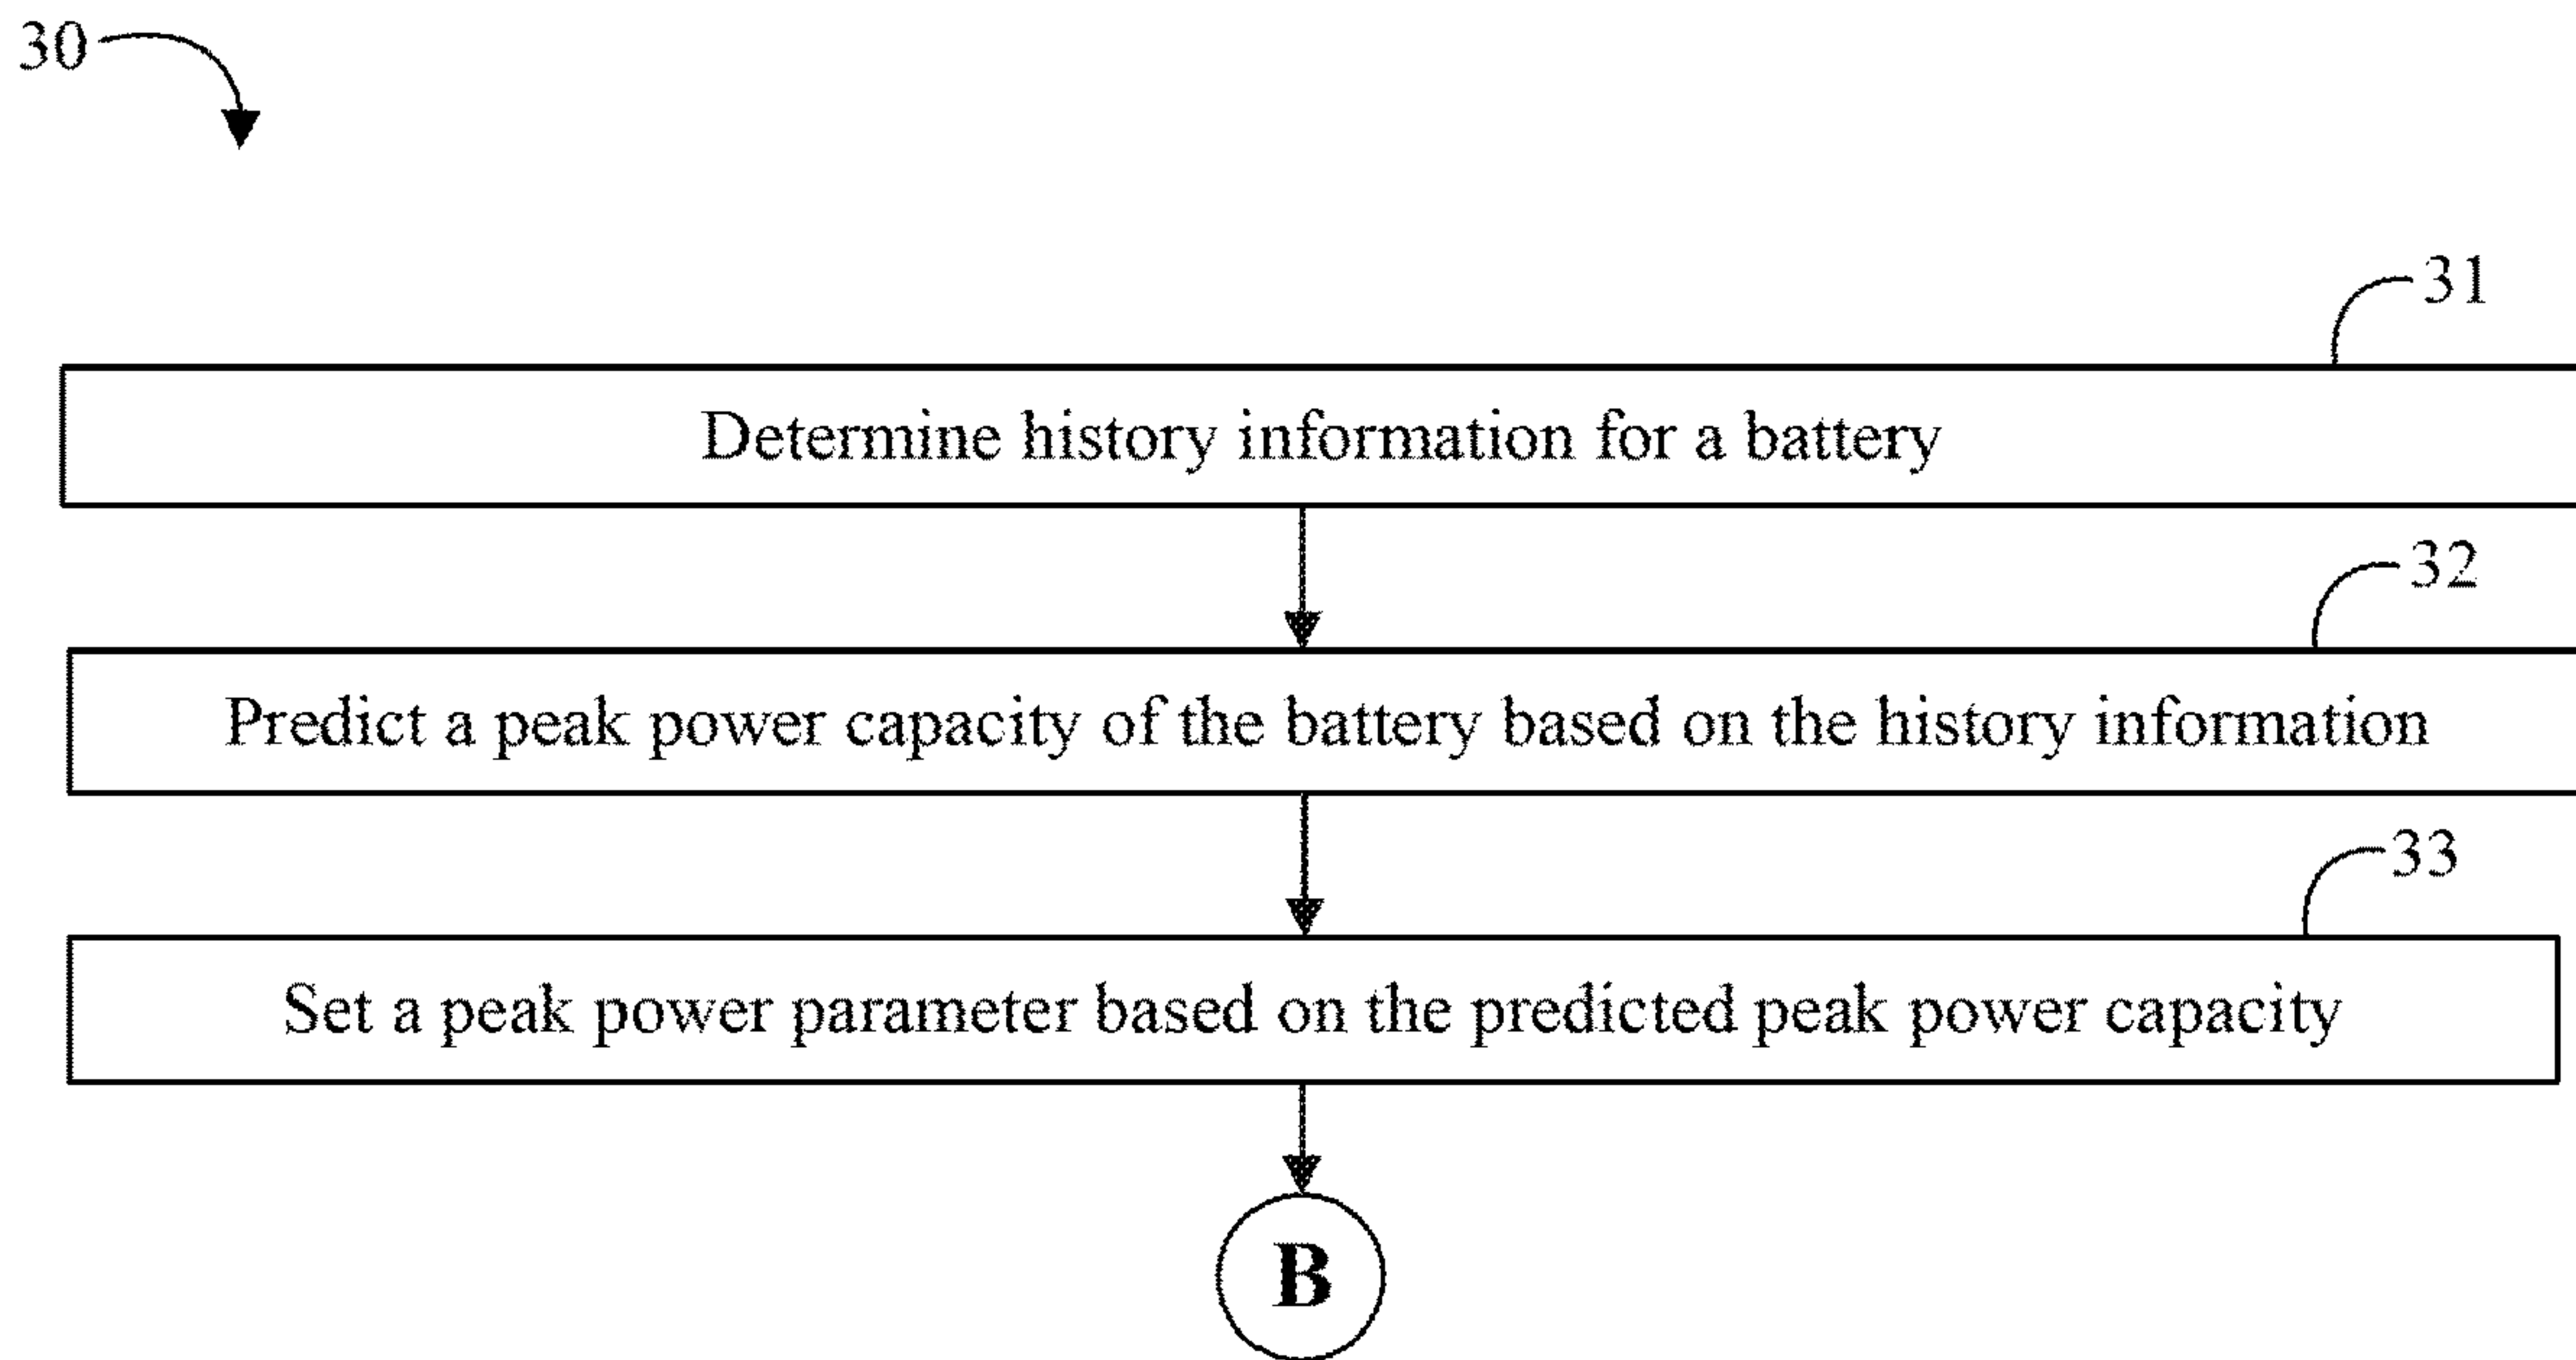 30
31
Determine history information for a battery
32
Predict a peak power capacity of the battery based on the history information
33
Set a peak power parameter based on the predicted peak power capacity
B